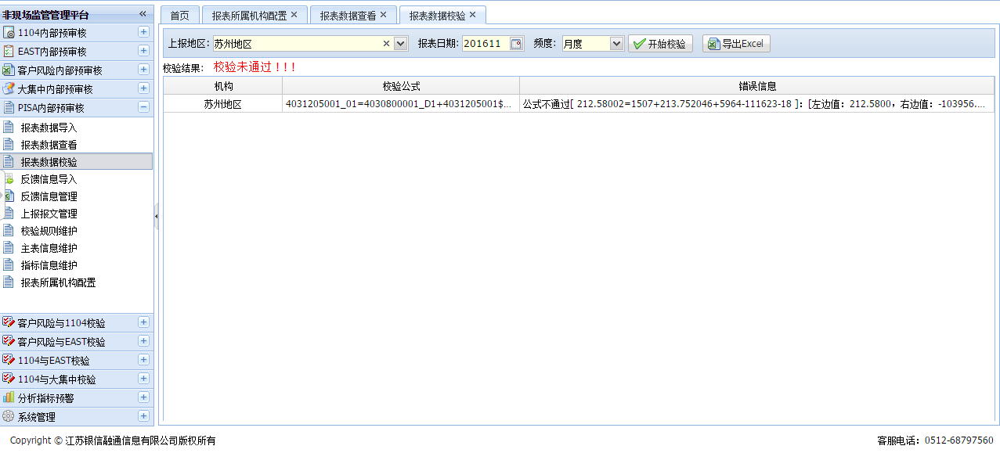 非现场监管管理平台
1104内部预审核
EAST内部预审核
客户风险内部预审核
大集中内部预审核
PISA内部预审核
报表数据导入
报表数据查看
报表数据校验
反馈信息导入
反馈信息管理
上报报文管理
校验规则维护
主表信息维护
指标信息维护
报表所属机构配置
客户风险与1104校验
客户风险与EAST校验
1104与EAST校验
1104与大集中校验
分析指标预警
系统管理
首页 报表所属机构配置 报表数据查看 报表数据校验
上报地区: 苏州地区 报表日期: 201611 频度: 月度 开始校验 导出Excel
校验结果: 校验未通过！！！
机构 校验公式 错误信息
苏州地区 4031205001_01=4030800001_D1+4031205001$... 公式不通过[ 212.58002=1507+213.752046+5964-111623-18 ]: [左边值: 212.5800, 右边值: -103956....
Copyright © 江苏银信融通信息有限公司版权所有 客服电话: 0512-68797560